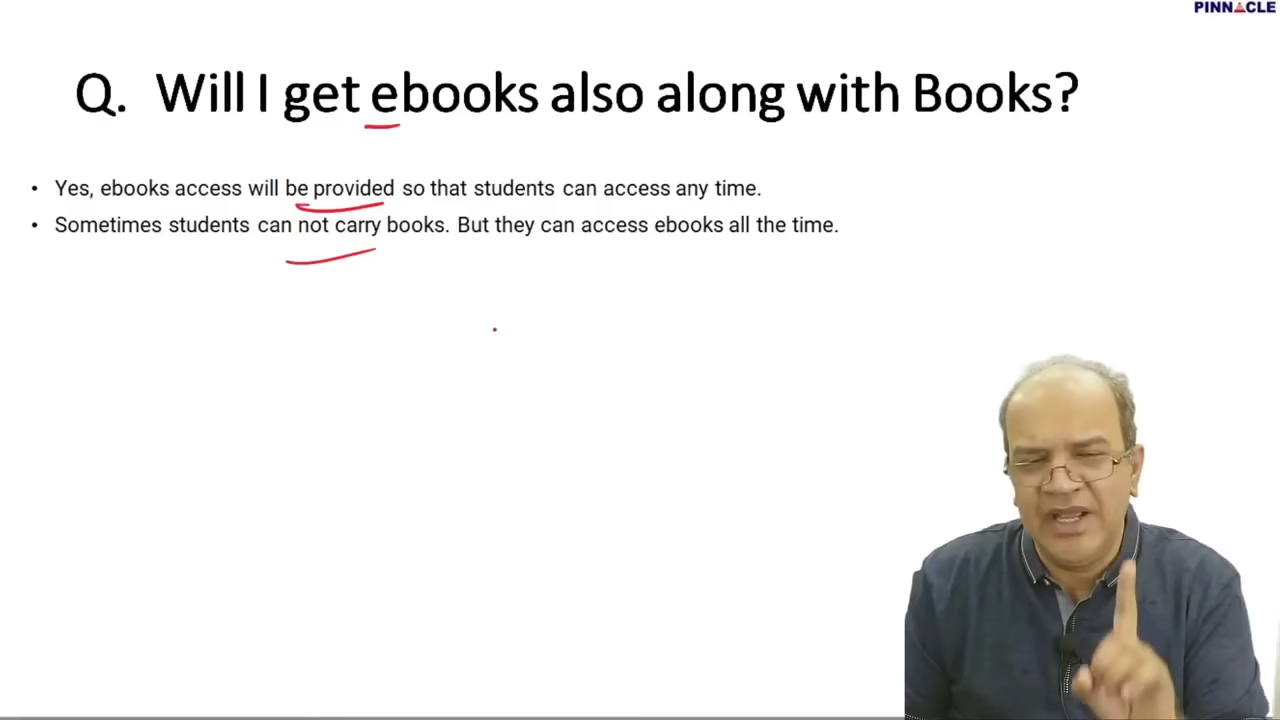 PINNACLE
Q. Will I get ebooks also along with Books?
• Yes, ebooks access will be provided so that students can access any time.
• Sometimes students can not carry books. But they can access ebooks all the time.